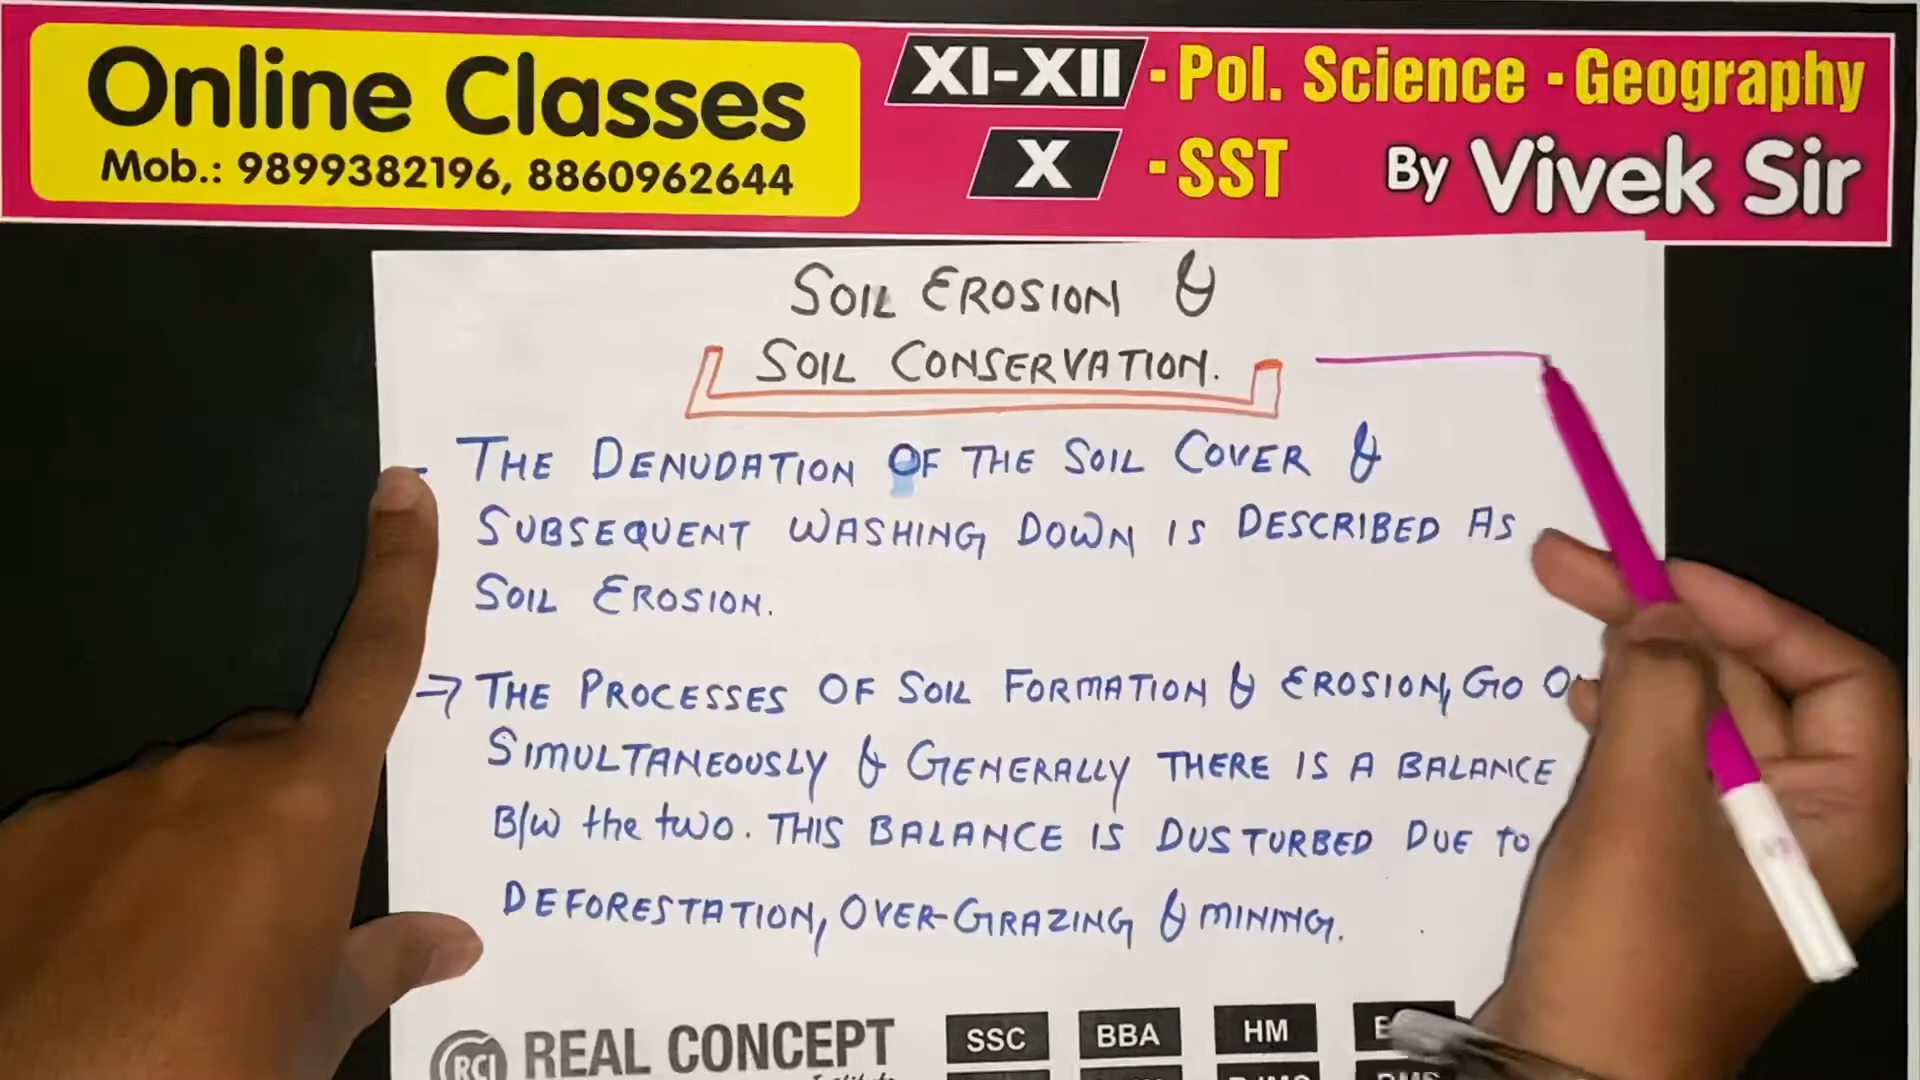 Online Classes
Mob.: 9899382196, 8860962644
XI-XII - Pol. Science - Geography
X - SST By Vivek Sir
SOIL EROSION &
SOIL CONSERVATION.
- THE DENUDATION OF THE SOIL COVER &
SUBSEQUENT WASHING DOWN IS DESCRIBED AS
SOIL EROSION.
⇒ THE PROCESSES OF SOIL FORMATION & EROSION, GO
SIMULTANEOUSLY & GENERALLY THERE IS A BALANCE
B/W the two. THIS BALANCE IS DUSTURBED DUE TO
DEFORESTATION, OVER-GRAZING & MINING.
RCI REAL CONCEPT
SSC BBA HM